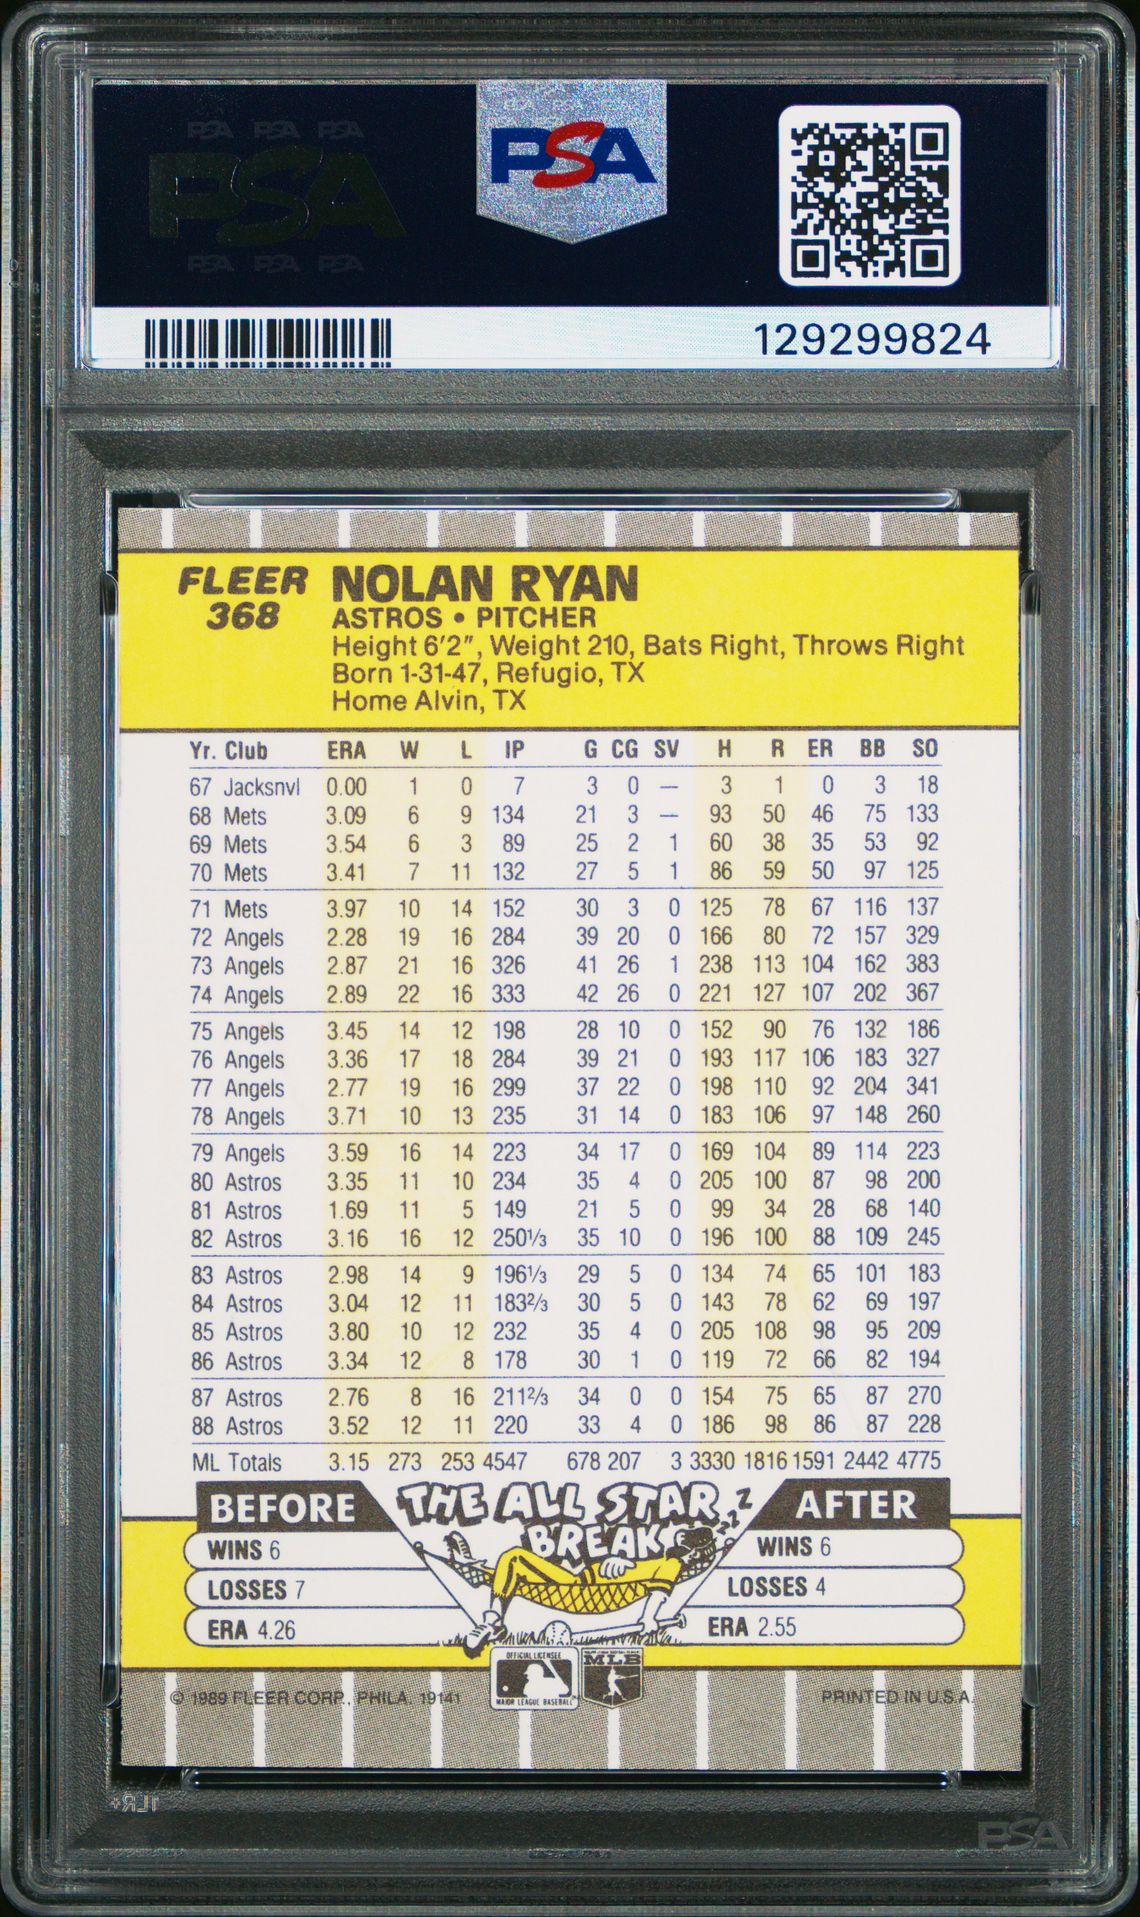 PSA PSA PSA
PSA
PSA PSA PSA
PSA
129299824
FLEER
368
NOLAN RYAN
ASTROS • PITCHER
Height 6'2", Weight 210, Bats Right, Throws Right
Born 1-31-47, Refugio, TX
Home Alvin, TX
Yr. Club ERA W L IP G CG SV H R ER BB SO
67 Jacksnvl 0.00 1 0 7 3 0 — 3 1 0 3 18
68 Mets 3.09 6 9 134 21 3 — 93 50 46 75 133
69 Mets 3.54 6 3 89 25 2 1 60 38 35 53 92
70 Mets 3.41 7 11 132 27 5 1 86 59 50 97 125
71 Mets 3.97 10 14 152 30 3 0 125 78 67 116 137
72 Angels 2.28 19 16 284 39 20 0 166 80 72 157 329
73 Angels 2.87 21 16 326 41 26 1 238 113 104 162 383
74 Angels 2.89 22 16 333 42 26 0 221 127 107 202 367
75 Angels 3.45 14 12 198 28 10 0 152 90 76 132 186
76 Angels 3.36 17 18 284 39 21 0 193 117 106 183 327
77 Angels 2.77 19 16 299 37 22 0 198 110 92 204 341
78 Angels 3.71 10 13 235 31 14 0 183 106 97 148 260
79 Angels 3.59 16 14 223 34 17 0 169 104 89 114 223
80 Astros 3.35 11 10 234 35 4 0 205 100 87 98 200
81 Astros 1.69 11 5 149 21 5 0 99 34 28 68 140
82 Astros 3.16 16 12 2501/3 35 10 0 196 100 88 109 245
83 Astros 2.98 14 9 1961/3 29 5 0 134 74 65 101 183
84 Astros 3.04 12 11 1832/3 30 5 0 143 78 62 69 197
85 Astros 3.80 10 12 232 35 4 0 205 108 98 95 209
86 Astros 3.34 12 8 178 30 1 0 119 72 66 82 194
87 Astros 2.76 8 16 2112/3 34 0 0 154 75 65 87 270
88 Astros 3.52 12 11 220 33 4 0 186 98 86 87 228
ML Totals 3.15 273 253 4547 678 207 3 3330 1816 1591 2442 4775
BEFORE THE ALL STAR BREAK AFTER
ZZZZ
WINS 6 WINS 6
LOSSES 7 LOSSES 4
ERA 4.26 ERA 2.55
OFFICIAL LICENSEE
MAJOR LEAGUE BASEBALL
MLB
© 1989 FLEER CORP., PHILA. 19141 PRINTED IN U.S.A.
PSA